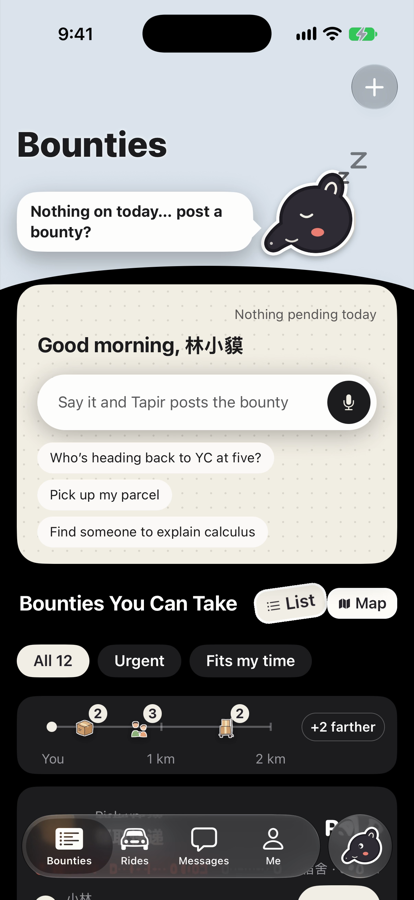 9:41
Bounties
z
z
Nothing on today... post a
bounty?
Nothing pending today
Good morning, 林小貘
Say it and Tapir posts the bounty
Who's heading back to YC at five?
Pick up my parcel
Find someone to explain calculus
Bounties You Can Take
List
Map
All 12
Urgent
Fits my time
2
3
2
+2 farther
You
1 km
2 km
Bounties
Rides
Messages
Me
小林